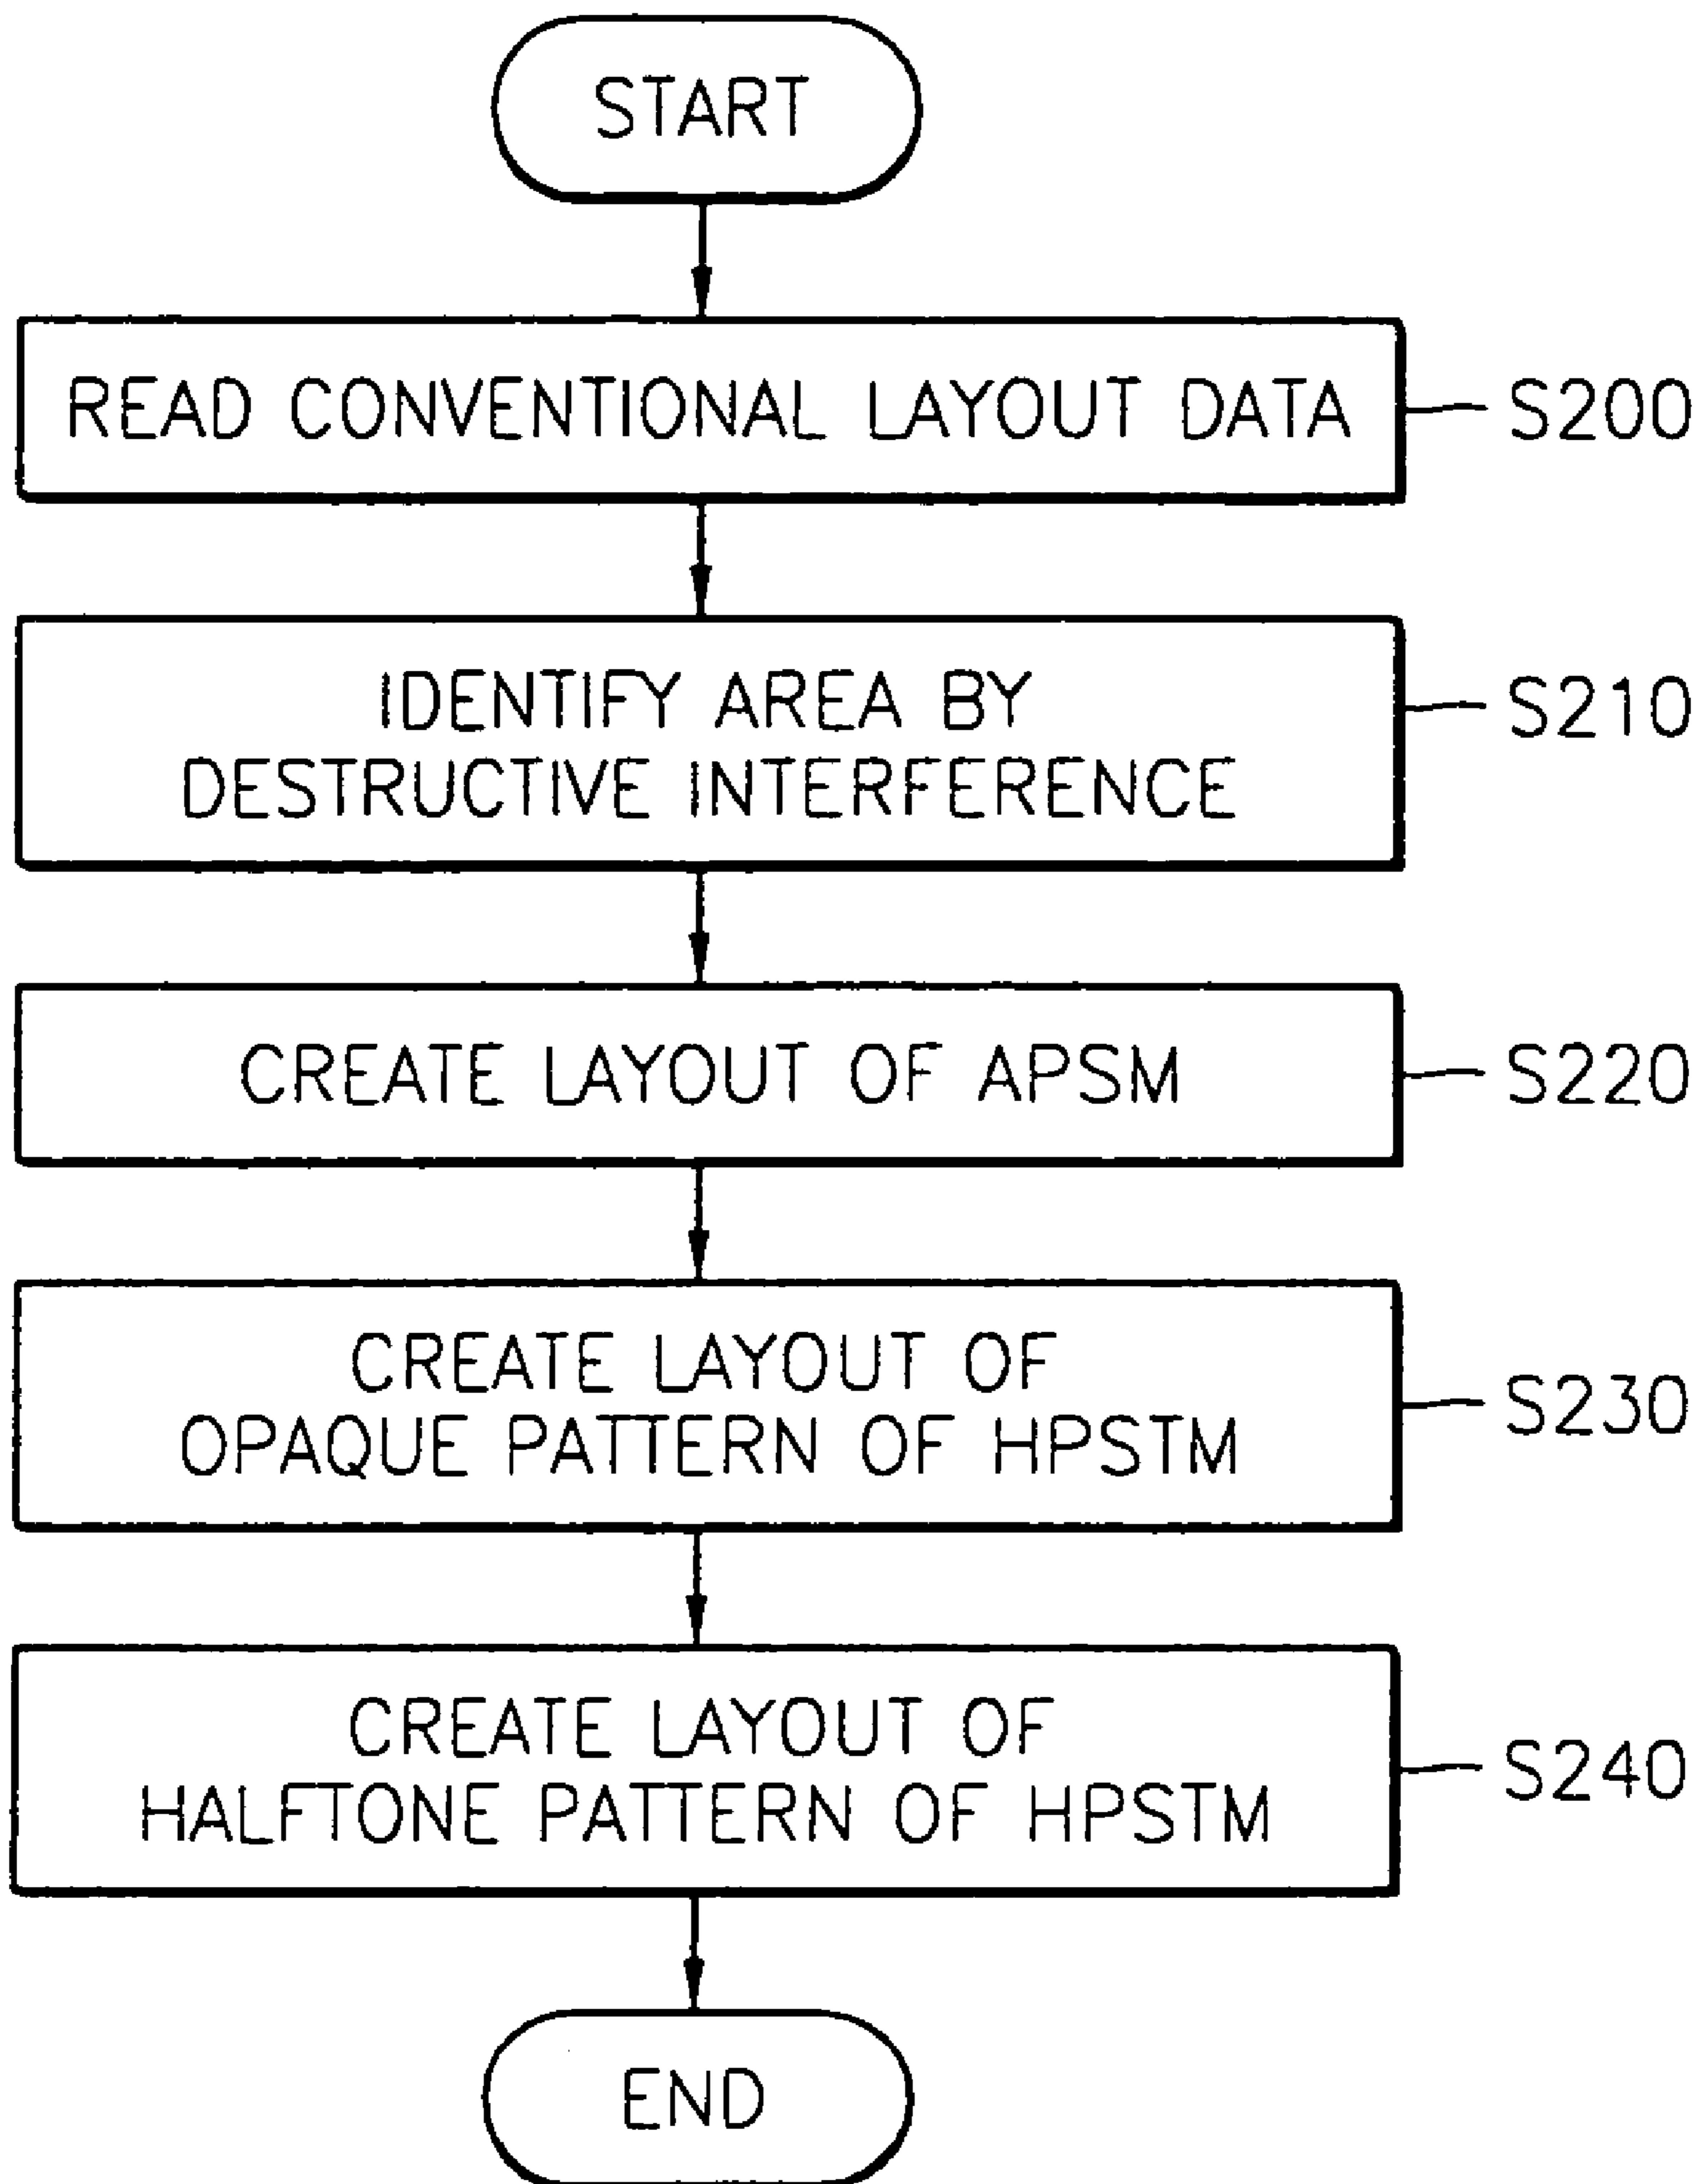 START
READ CONVENTIONAL LAYOUT DATA
S200
IDENTIFY AREA BY
DESTRUCTIVE INTERFERENCE
S210
CREATE LAYOUT OF APSM
S220
CREATE LAYOUT OF
OPAQUE PATTERN OF HPSTM
S230
CREATE LAYOUT OF
HALFTONE PATTERN OF HPSTM
S240
END